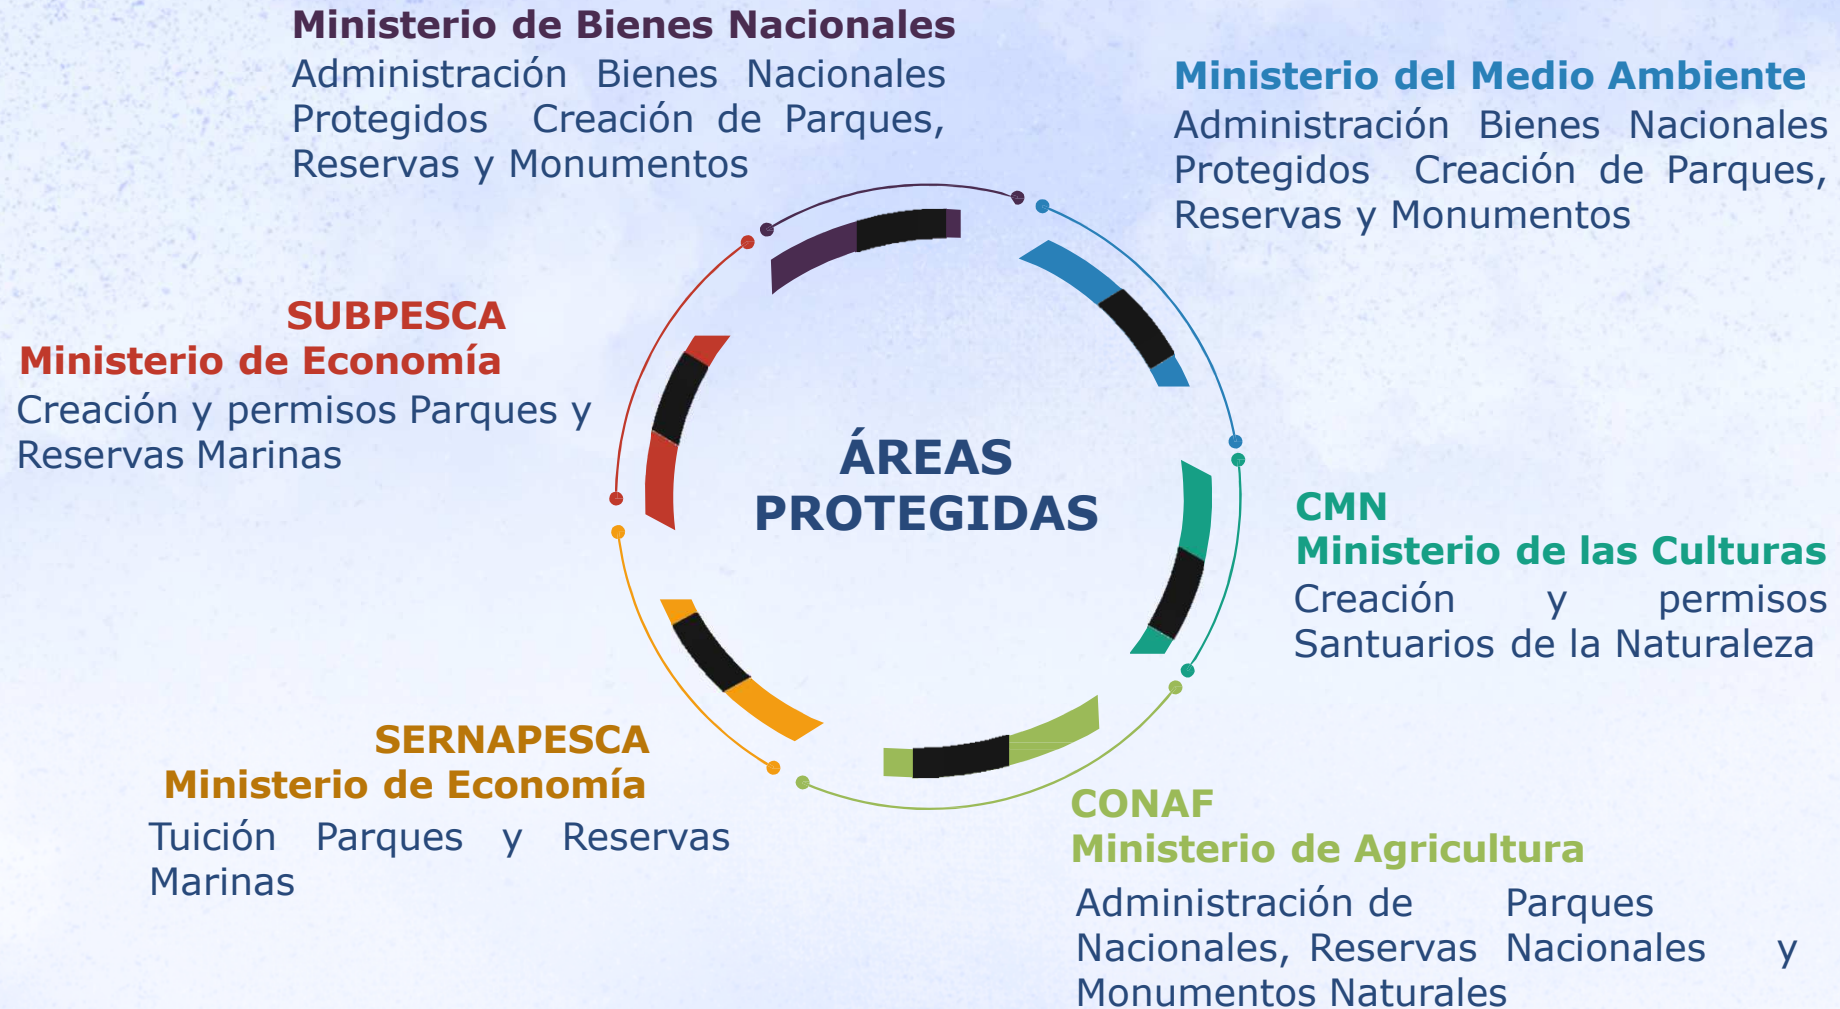 Ministerio de Bienes Nacionales
Administración Bienes Nacionales
Protegidos Creación de Parques,
Reservas y Monumentos
Ministerio del Medio Ambiente
Administración Bienes Nacionales
Protegidos Creación de Parques,
Reservas y Monumentos
SUBPESCA
Ministerio de Economía
Creación y permisos Parques y
Reservas Marinas
ÁREAS
PROTEGIDAS
CMN
Ministerio de las Culturas
Creación y permisos
Santuarios de la Naturaleza
SERNAPESCA
Ministerio de Economía
Tuición Parques y Reservas
Marinas
CONAF
Ministerio de Agricultura
Administración de Parques
Nacionales, Reservas Nacionales y
Monumentos Naturales